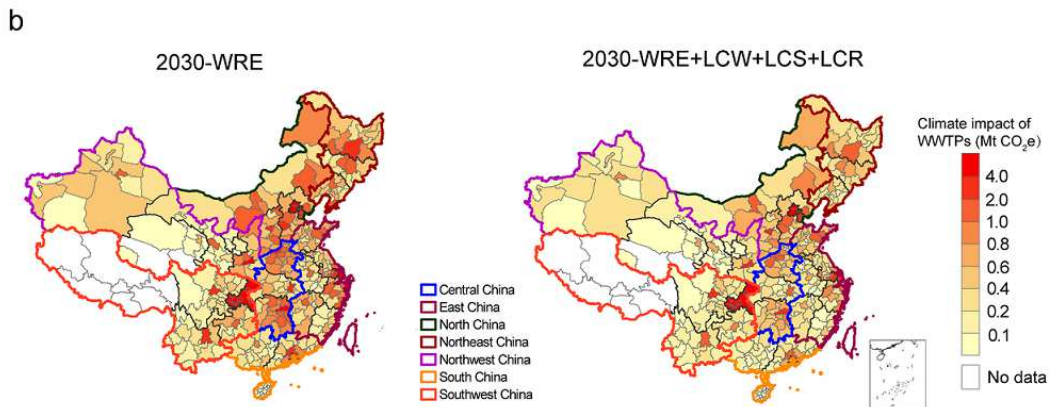 b
2030-WRE
2030-WRE+LCW+LCS+LCR
Climate impact of
WWTPs (Mt CO₂e)
4.0
2.0
1.0
0.8
0.6
0.4
0.2
0.1
No data
Central China
East China
North China
Northeast China
Northwest China
South China
Southwest China